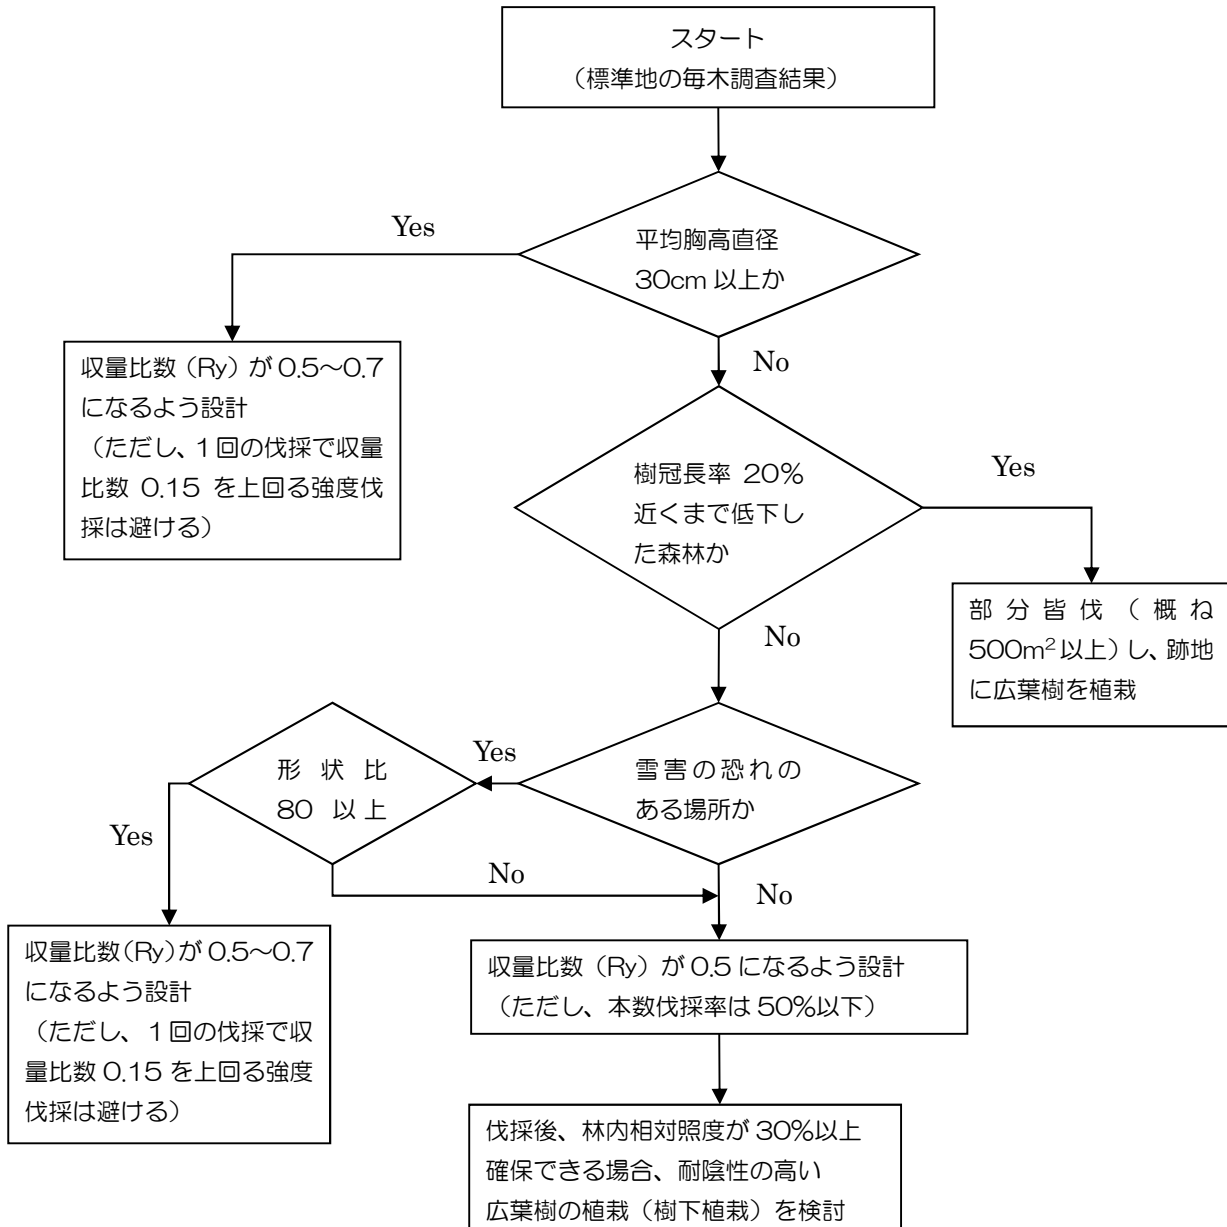 スタート
(標準地の毎木調査結果)
Yes
平均胸高直径
30cm 以上か
収量比数(Ry)が 0.5~0.7
になるよう設計
(ただし、1 回の伐採で収量
比数 0.15 を上回る強度伐
採は避ける)
No
樹冠長率 20%
近くまで低下し
た森林か
Yes
部分皆伐(概ね
500m² 以上)し、跡地
に広葉樹を植栽
No
形状比
80 以上
Yes
雪害の恐れの
ある場所か
Yes
No
No
収量比数(Ry)が 0.5~0.7
になるよう設計
(ただし、1 回の伐採で収
量比数 0.15 を上回る強度
伐採は避ける)
収量比数(Ry)が 0.5 になるよう設計
(ただし、本数伐採率は 50%以下)
伐採後、林内相対照度が 30%以上
確保できる場合、耐陰性の高い
広葉樹の植栽(樹下植栽)を検討